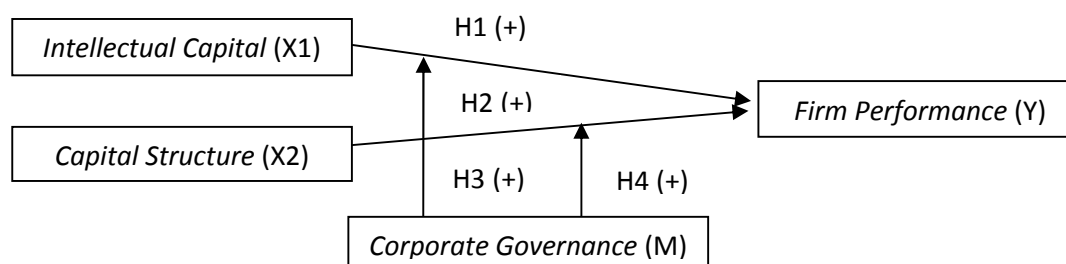 H1 (+)
Intellectual Capital (X1)
H2 (+)
Firm Performance (Y)
Capital Structure (X2)
H3 (+)
H4 (+)
Corporate Governance (M)